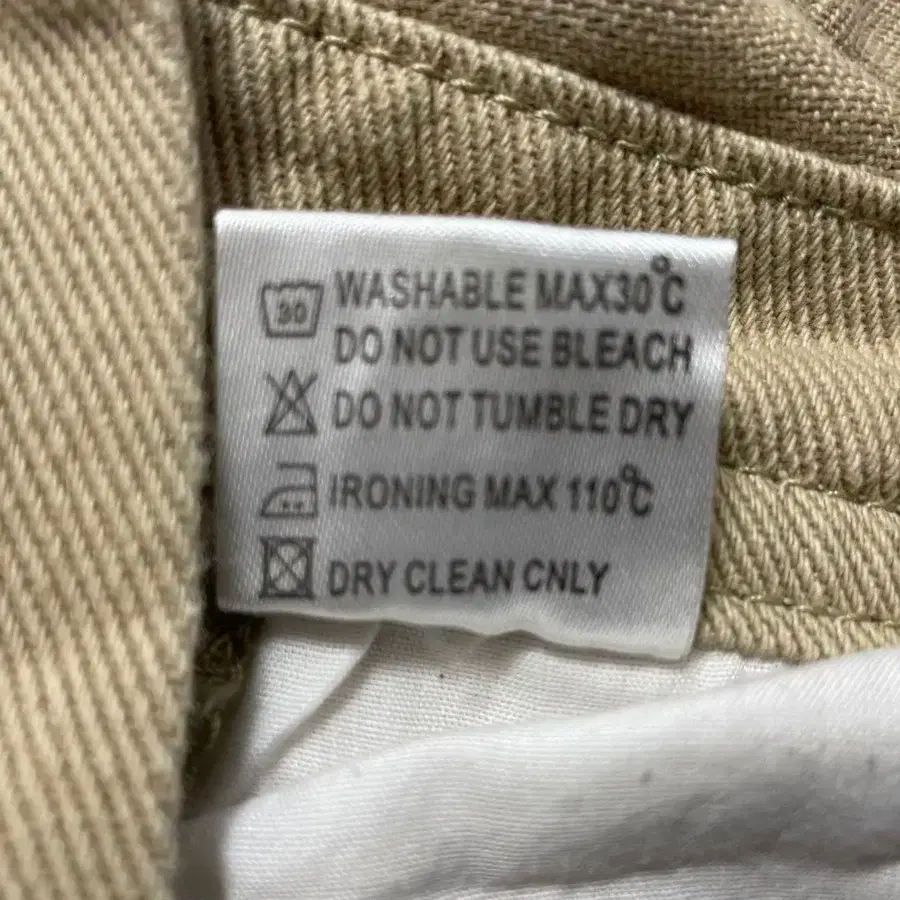 30 WASHABLE MAX30°C
DO NOT USE BLEACH
DO NOT TUMBLE DRY
IRONING MAX 110°C
DRY CLEAN CNLY